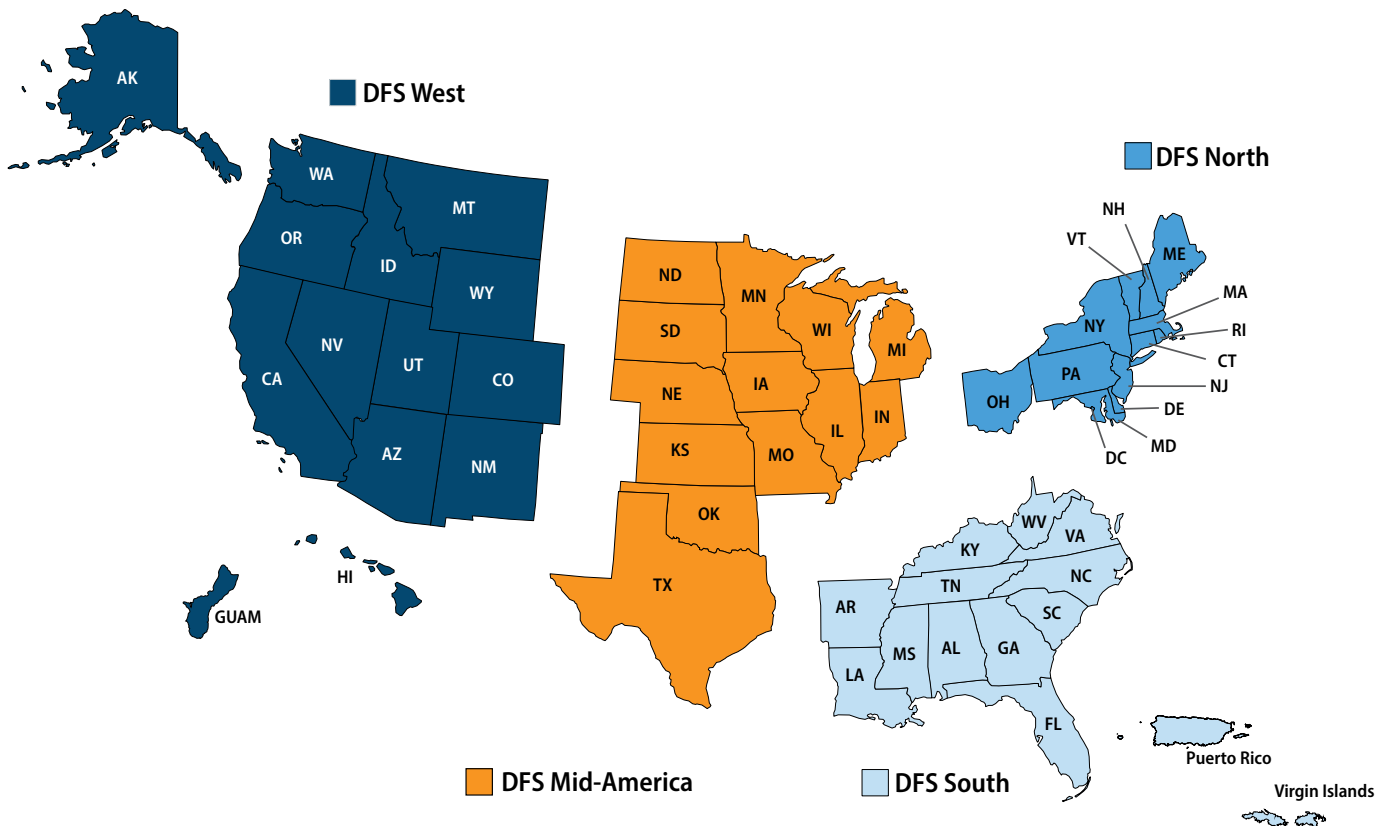 AK
DFS West
WA
MT
OR
ID
WY
NV
UT
CA
CO
AZ
NM
HI
GUAM
ND
MN
SD
WI
MI
IA
NE
IL
IN
KS
MO
OK
TX
DFS Mid-America
DFS North
NH
VT
ME
MA
NY
RI
CT
PA
NJ
OH
DE
MD
DC
WV
VA
KY
NC
TN
AR
SC
MS
AL
GA
LA
FL
Puerto Rico
DFS South
Virgin Islands